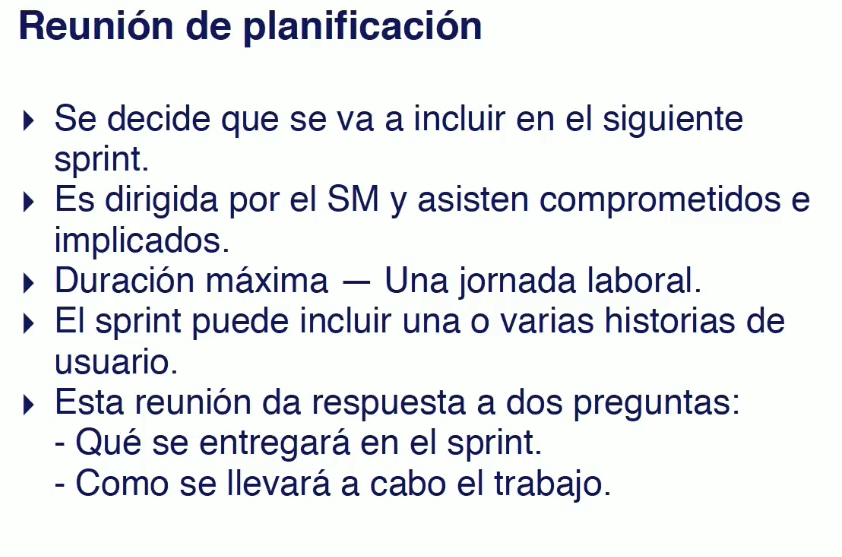 Reunión de planificación
▸ Se decide que se va a incluir en el siguiente
sprint.
▸ Es dirigida por el SM y asisten comprometidos e
implicados.
▸ Duración máxima — Una jornada laboral.
▸ El sprint puede incluir una o varias historias de
usuario.
▸ Esta reunión da respuesta a dos preguntas:
- Qué se entregará en el sprint.
- Como se llevará a cabo el trabajo.